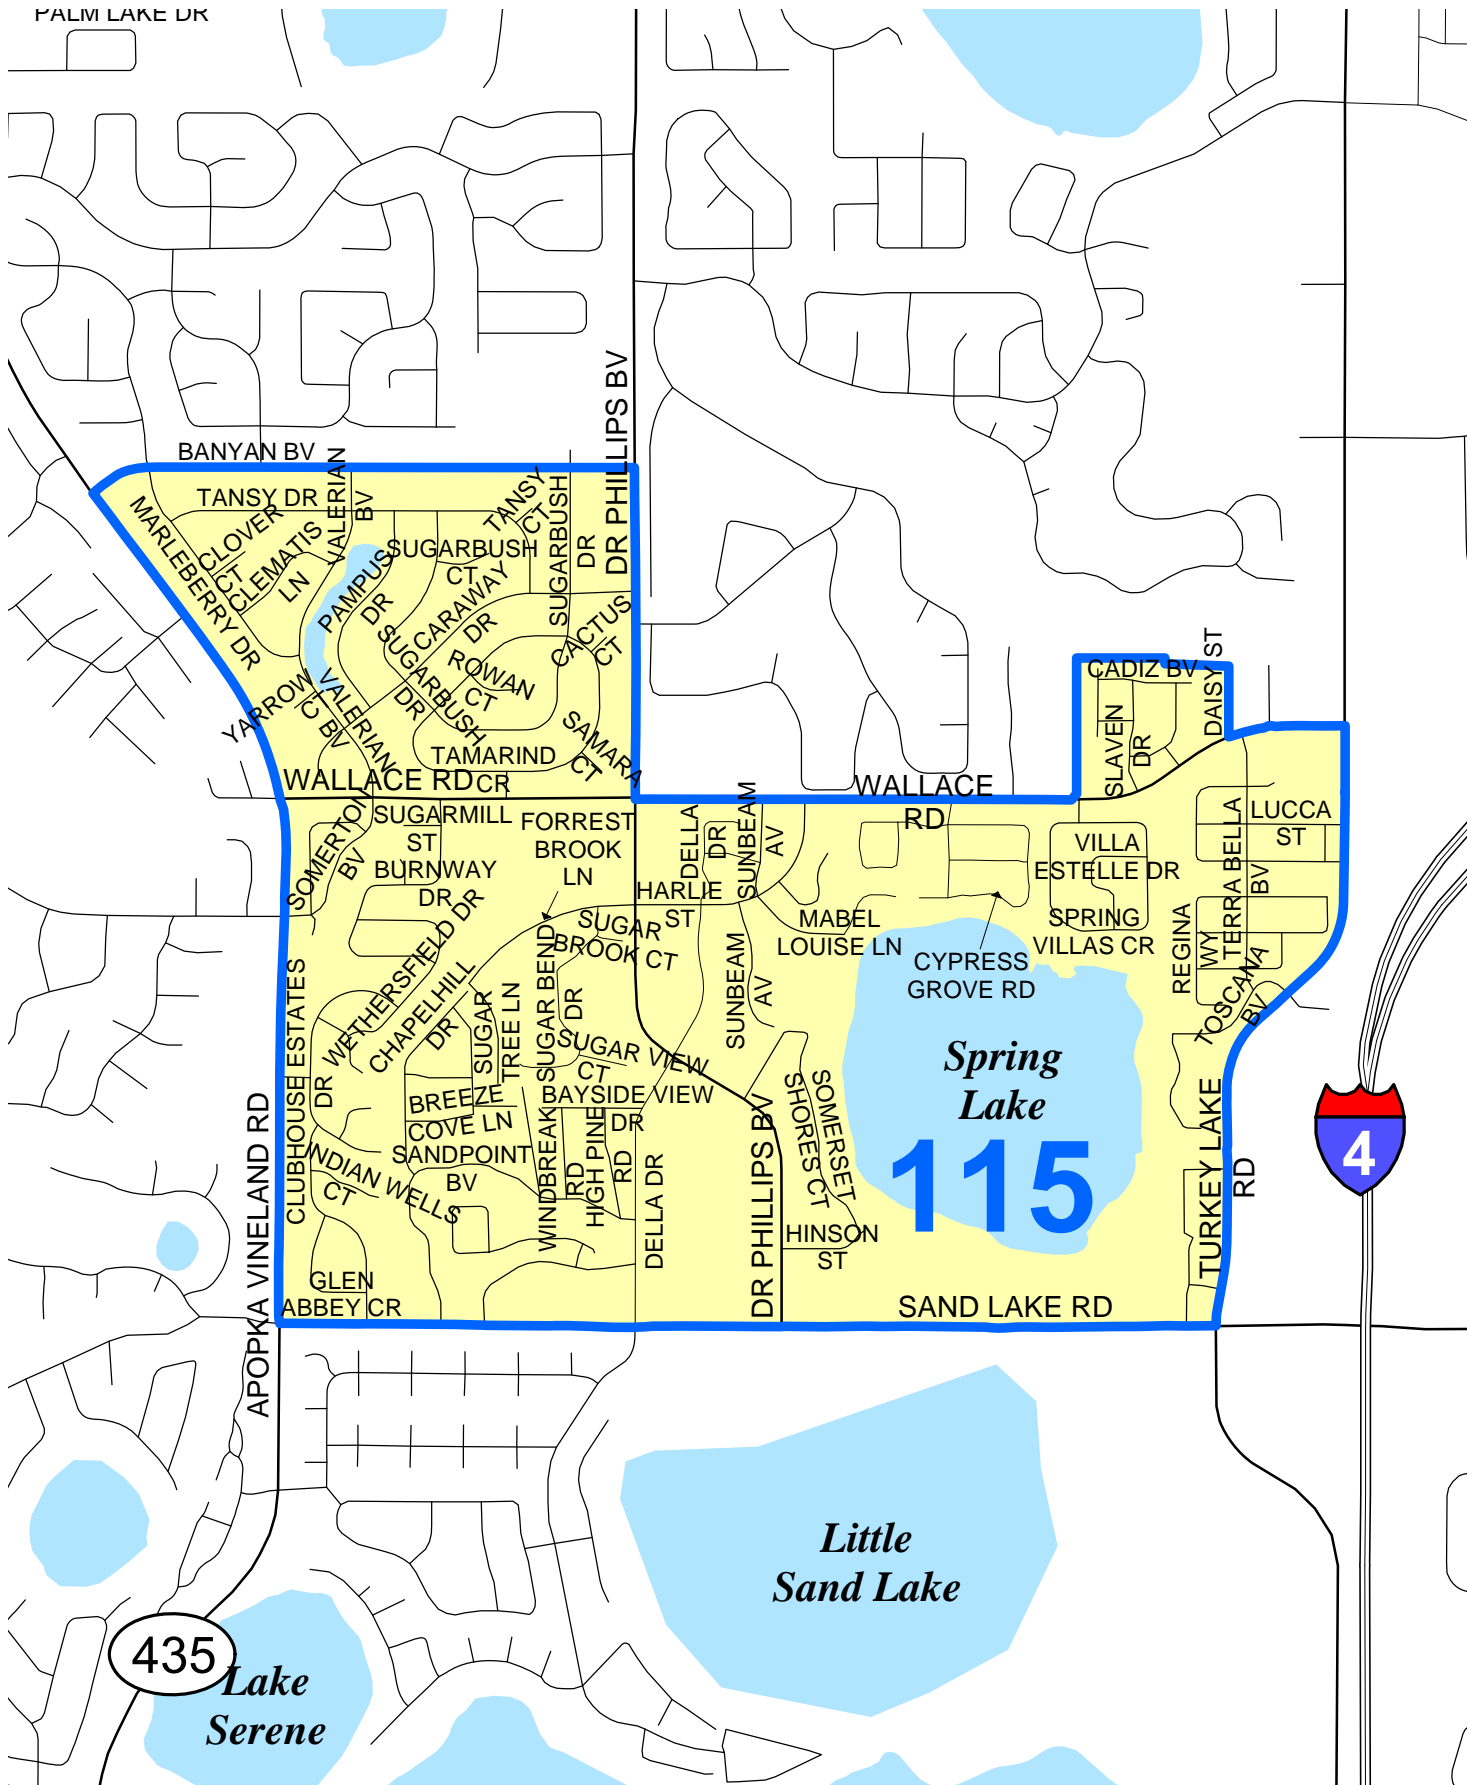 PALM LAKE DR
BANYAN BV
DR PHILLIPS BV
TANSY DR
VALERIAN
BV
TANSY
CT
SUGARBUSH
DR
MARLEBERRY DR
CLOVER
CT
CLEMATIS
LN
PAMPUS
DR
SUGARBUSH
CT
CARAWAY
DR
SUGARBUSH
DR
ROWAN
CT
CACTUS
CT
YARROW
C
VALERIAN
BV
TAMARIND
CR
SAMARA
CT
CADIZ BV
DAISY ST
SLAVEN
DR
WALLACE RD
WALLACE
RD
SOMERTON
BV
SUGARMILL
ST
FORREST
BROOK
LN
BURNWAY
DR
DELLA
DR
SUNBEAM
AV
HARLIE
ST
VILLA
ESTELLE DR
LUCCA
ST
TERRA BELLA
BV
MABEL
LOUISE LN
SPRING
VILLAS CR
CYPRESS
GROVE RD
REGINA
WY
TOSCANA
BV
WETHERSFIELD DR
CHAPELHILL
DR
SUGAR
BROOK CT
SUGAR
TREE LN
SUGAR BEND
DR
SUNBEAM
AV
CLUBHOUSE ESTATES
DR
SUGAR VIEW
CT
BAYSIDE VIEW
DR
BREEZE
COVE LN
SANDPOINT
BV
INDIAN WELLS
CT
WINDBREAK
RD
HIGH PINE
RD
DELLA DR
DR PHILLIPS BV
SOMERSET
SHORES CT
HINSON
ST
Spring
Lake
115
TURKEY LAKE
RD
4
GLEN
ABBEY CR
SAND LAKE RD
APOPKA VINELAND RD
Little
Sand Lake
435
Lake
Serene